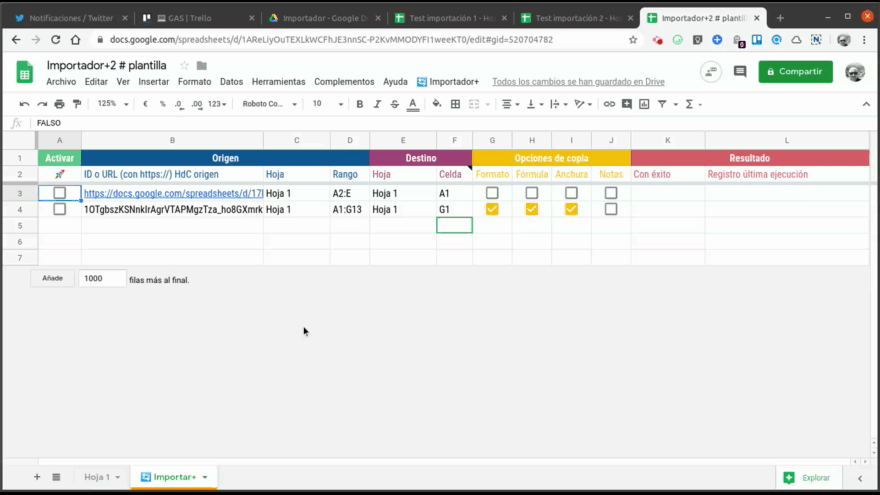 Notificaciones / Twitter
GAS | Trello
Importador - Google D
Test importación 1 - Ho
Test importación 2 - Ho
Importador+2 # plantil
docs.google.com/spreadsheets/d/1AReLiyOuTEXLkWCFhJE3nnSC-P2KvMMODYFI1weeKT0/edit#gid=520704782
Importador+2 # plantilla
Archivo Editar Ver Insertar Formato Datos Herramientas Complementos Ayuda Importador+ Todos los cambios se han guardado en Drive
Compartir
125% € % .0 .00 123 Roboto Co... 10
fx FALSO
A B C D E F G H I J K L
1 Activar Origen Destino Opciones de copia Resultado
2 ID o URL (con https://) HdC origen Hoja Rango Hoja Celda Formato Fórmula Anchura Notas Con éxito Registro última ejecución
3 https://docs.google.com/spreadsheets/d/17l Hoja 1 A2:E Hoja 1 A1
4 1OTgbszKSNnkIrAgrVTAPMgzTza_ho8GXmrk Hoja 1 A1:G13 Hoja 1 G1
5
6
7
Añade 1000 filas más al final.
Hoja 1 Importar+ Explorar